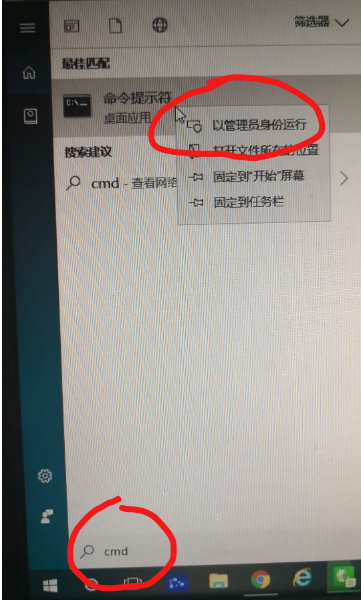 筛选器
最佳匹配
命令提示符
桌面应用
以管理员身份运行
打开文件所在的位置
搜索建议
cmd - 查看网络
固定到"开始"屏幕
固定到任务栏
cmd